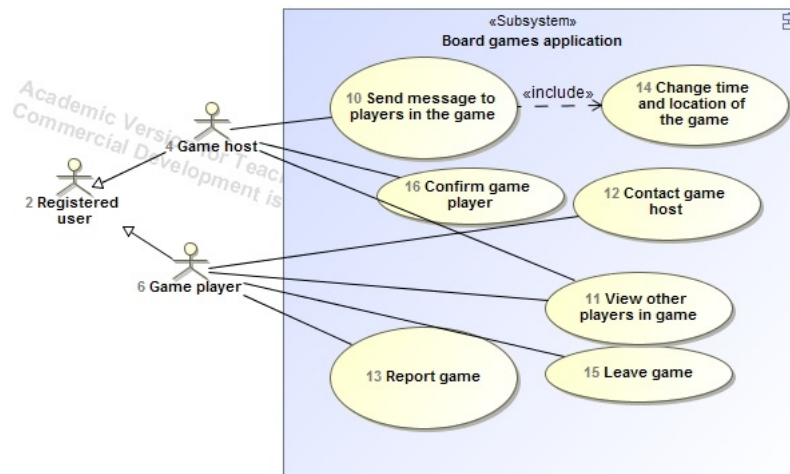 «Subsystem»
Board games application
10 Send message to
players in the game
«include»
14 Change time
and location of
the game
Academic Version for Teac
Commercial Development is
4 Game host
2 Registered
user
16 Confirm game
player
12 Contact game
host
6 Game player
11 View other
players in game
13 Report game
15 Leave game